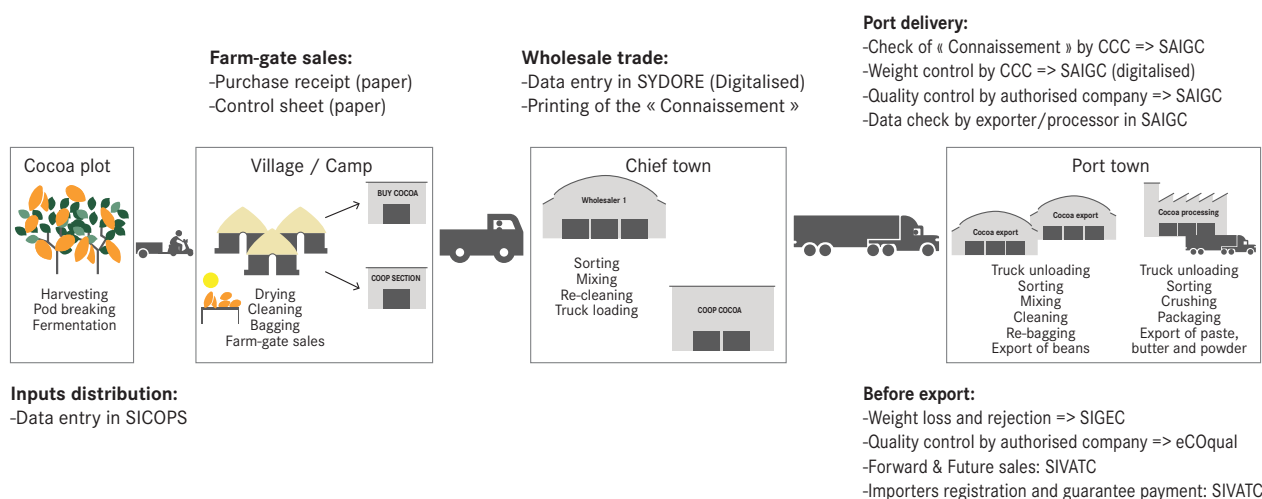 Farm-gate sales:
-Purchase receipt (paper)
-Control sheet (paper)
Wholesale trade:
-Data entry in SYDORE (Digitalised)
-Printing of the « Connaissement »
Port delivery:
-Check of « Connaissement » by CCC => SAIGC
-Weight control by CCC => SAIGC (digitalised)
-Quality control by authorised company => SAIGC
-Data check by exporter/processor in SAIGC
Cocoa plot
Harvesting
Pod breaking
Fermentation
Village / Camp
BUY COCOA
COOP SECTION
Drying
Cleaning
Bagging
Farm-gate sales
Chief town
Wholesaler 1
Sorting
Mixing
Re-cleaning
Truck loading
COOP COCOA
Port town
Cocoa export
Cocoa export
Cocoa processing
Truck unloading
Sorting
Mixing
Cleaning
Re-bagging
Export of beans
Truck unloading
Sorting
Crushing
Packaging
Export of paste,
butter and powder
Inputs distribution:
-Data entry in SICOPS
Before export:
-Weight loss and rejection => SIGEC
-Quality control by authorised company => eCOqual
-Forward & Future sales: SIVATC
-Importers registration and guarantee payment: SIVATC